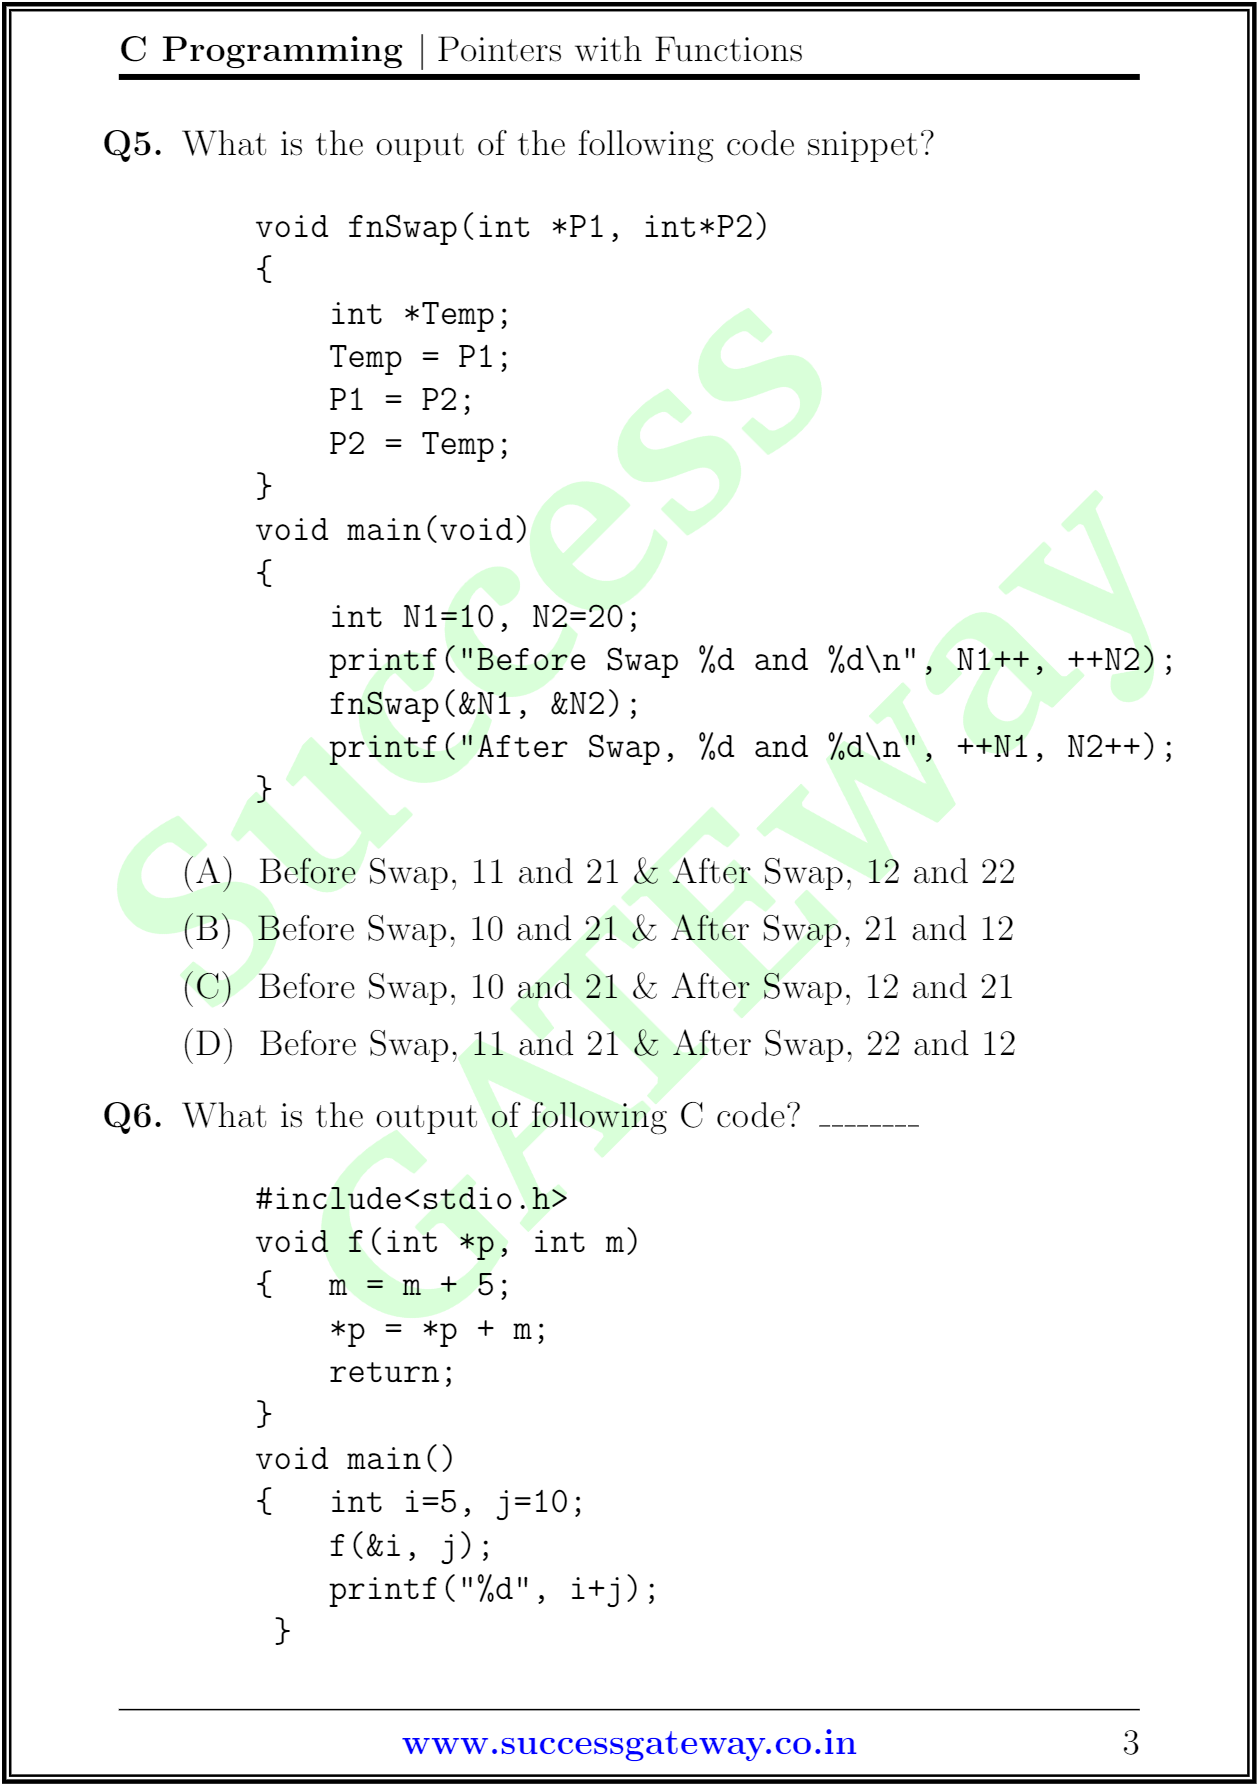 C Programming | Pointers with Functions
Q5. What is the ouput of the following code snippet?
void fnSwap(int *P1, int*P2)
{
    int *Temp;
    Temp = P1;
    P1 = P2;
    P2 = Temp;
}
void main(void)
{
    int N1=10, N2=20;
    printf("Before Swap %d and %d\n", N1++, ++N2);
    fnSwap(&N1, &N2);
    printf("After Swap, %d and %d\n", ++N1, N2++);
}
(A) Before Swap, 11 and 21 & After Swap, 12 and 22
(B) Before Swap, 10 and 21 & After Swap, 21 and 12
(C) Before Swap, 10 and 21 & After Swap, 12 and 21
(D) Before Swap, 11 and 21 & After Swap, 22 and 12
Q6. What is the output of following C code? ________
#include<stdio.h>
void f(int *p, int m)
{   m = m + 5;
    *p = *p + m;
    return;
}
void main()
{   int i=5, j=10;
    f(&i, j);
    printf("%d", i+j);
 }
Success
GATEway
www.successgateway.co.in 3